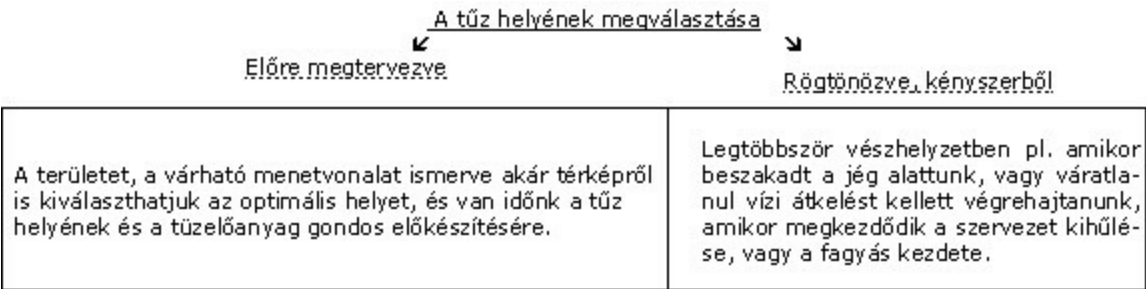 A tűz helyének megválasztása
Előre megtervezve
Rögtönözve, kényszerből
A területet, a várható menetvonalat ismerve akár térképről
is kiválaszthatjuk az optimális helyet, és van időnk a tűz
helyének és a tüzelőanyag gondos előkészítésére.
Legtöbbször vészhelyzetben pl. amikor
beszakadt a jég alattunk, vagy váratla-
nul vízi átkelést kellett végrehajtanunk,
amikor megkezdődik a szervezet kihűlé-
se, vagy a fagyás kezdete.